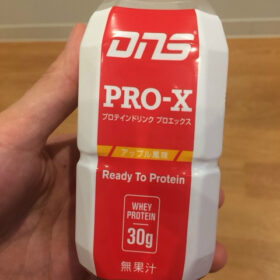 DNS
PRO-X
プロテインドリンク プロエックス
アップル風味
Ready To Protein
WHEY
PROTEIN
30g
無果汁